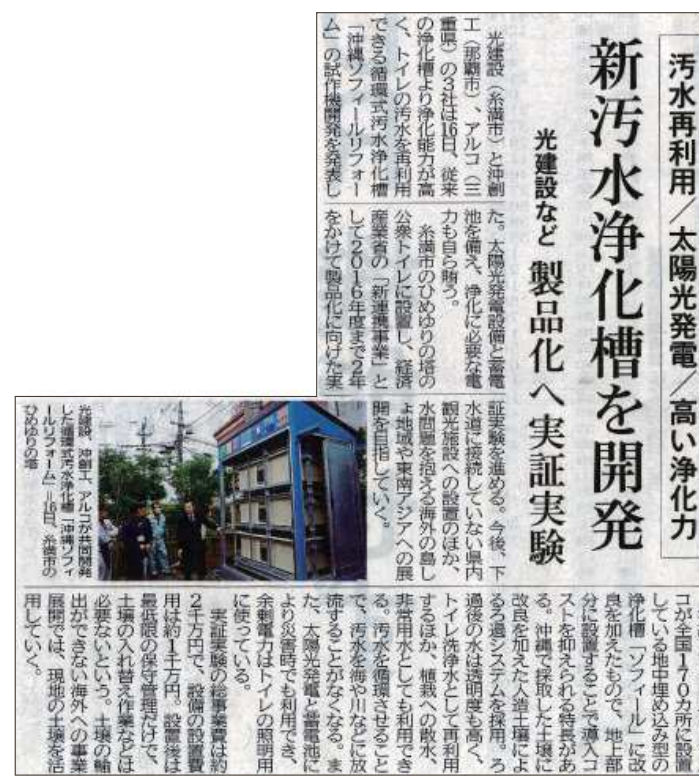 汚水再利用／太陽光発電／高い浄化力
新汚水浄化槽を開発
光建設など 製品化へ実証実験
光建設（糸満市）と沖創
工（那覇市）、アルコ（三
重県）の3社は16日、従来
の浄化槽より浄化能力が高
く、トイレの汚水を再利用
できる循環式汚水浄化槽
「沖縄ソフィールリフォー
ム」の試作機開発を発表し
た。太陽光発電設備と蓄電
池を備え、浄化に必要な電
力も自ら賄う。
糸満市のひめゆりの塔の
公衆トイレに設置し、経済
産業省の「新連携事業」と
して2016年度まで2年
をかけて製品化に向けた実
証実験を進める。今後、下
水道に接続していない県内
観光施設への設置のほか、
水問題を抱える海外の島し
ょ地域や東南アジアへの展
開を目指していく。
光建設、沖創工、アルコが共同開発
した循環式汚水浄化槽「沖縄ソフィ
ールリフォーム」＝16日、糸満市の
ひめゆりの塔
コが全国170カ所に設置
している地中埋め込み型の
浄化槽「ソフィール」に改
良を加えたもので、地上部
分に設置することで導入コ
ストを抑えられる特長があ
る。沖縄で採取した土壌に
改良を加えた人造土壌によ
るろ過システムを採用。ろ
過後の水は透明度も高く、
トイレ洗浄水として再利用
するほか、植栽への散水、
非常用水としても利用でき
る。汚水を循環させること
で、汚水を海や川などに放
流することがなくなる。ま
た、太陽光発電と蓄電池に
より災害時でも利用でき、
余剰電力はトイレの照明用
に使っている。
実証実験の総事業費は約
2千万円で、設備の設置費
用は約1千万円。設置後は
最低限の保守管理だけで、
土壌の入れ替え作業などは
必要ないという。土壌の輸
出ができない海外への事業
展開では、現地の土壌を活
用していく。